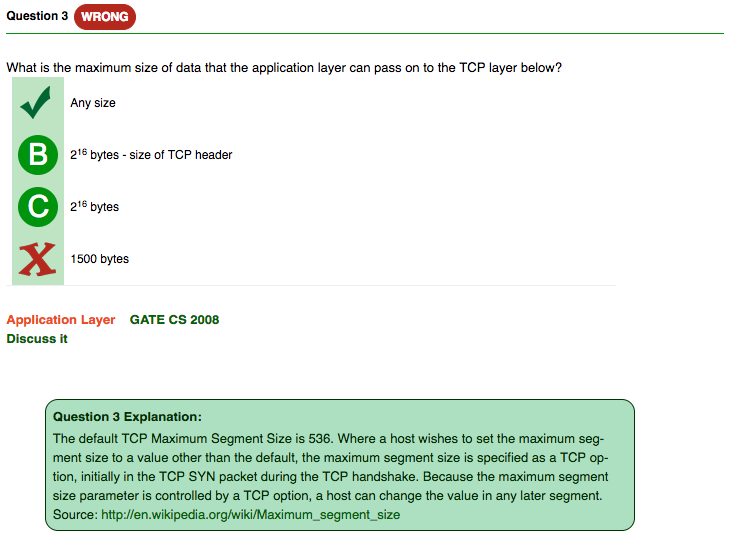 Question 3 WRONG
What is the maximum size of data that the application layer can pass on to the TCP layer below?
Any size
B 2¹⁶ bytes - size of TCP header
C 2¹⁶ bytes
X 1500 bytes
Application Layer GATE CS 2008
Discuss it
Question 3 Explanation:
The default TCP Maximum Segment Size is 536. Where a host wishes to set the maximum seg-
ment size to a value other than the default, the maximum segment size is specified as a TCP op-
tion, initially in the TCP SYN packet during the TCP handshake. Because the maximum segment
size parameter is controlled by a TCP option, a host can change the value in any later segment.
Source: http://en.wikipedia.org/wiki/Maximum_segment_size